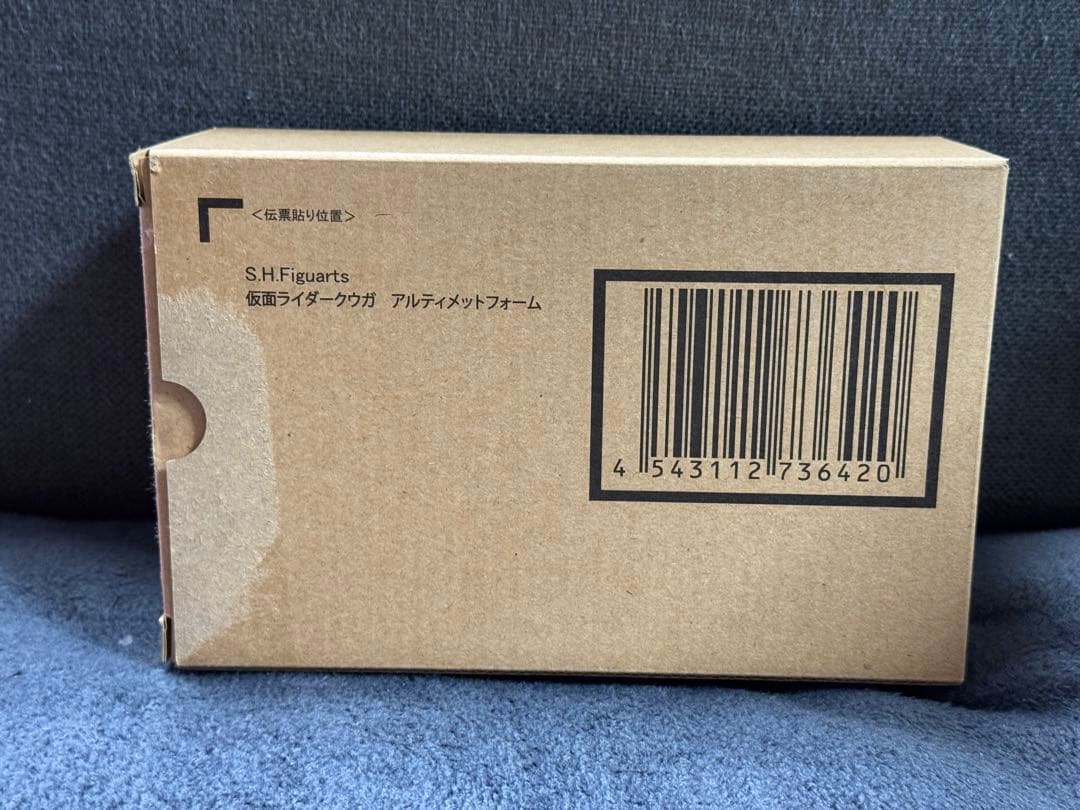 ＜伝票貼り位置＞
S.H.Figuarts
仮面ライダークウガ　アルティメットフォーム
4 543112 736420